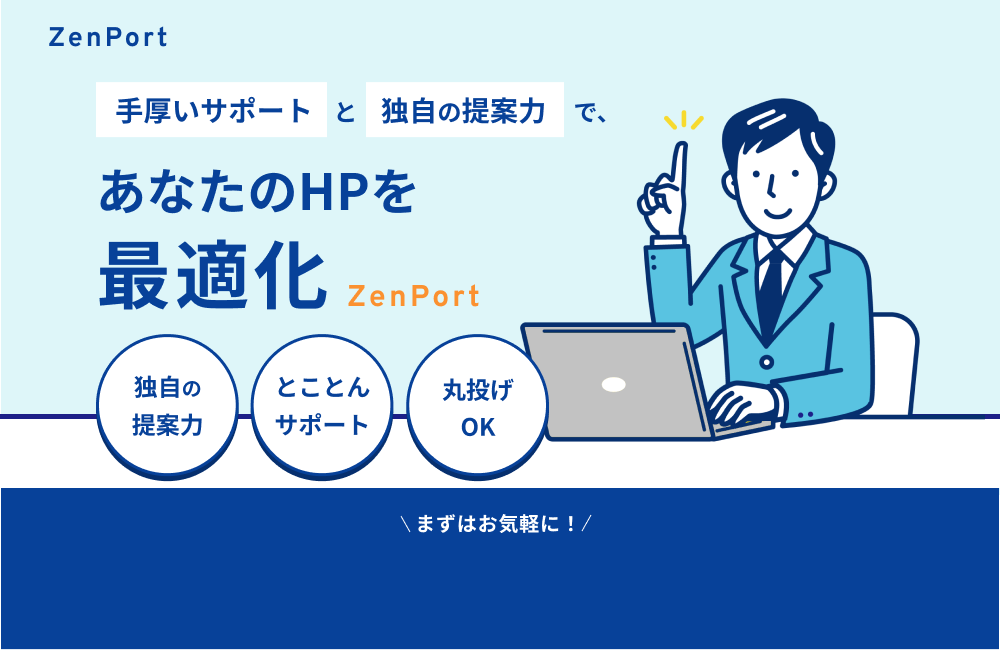 ZenPort
手厚いサポート と 独自の提案力 で、
あなたのHPを
最適化 ZenPort
独自の
提案力
とことん
サポート
丸投げ
OK
\ まずはお気軽に！ /